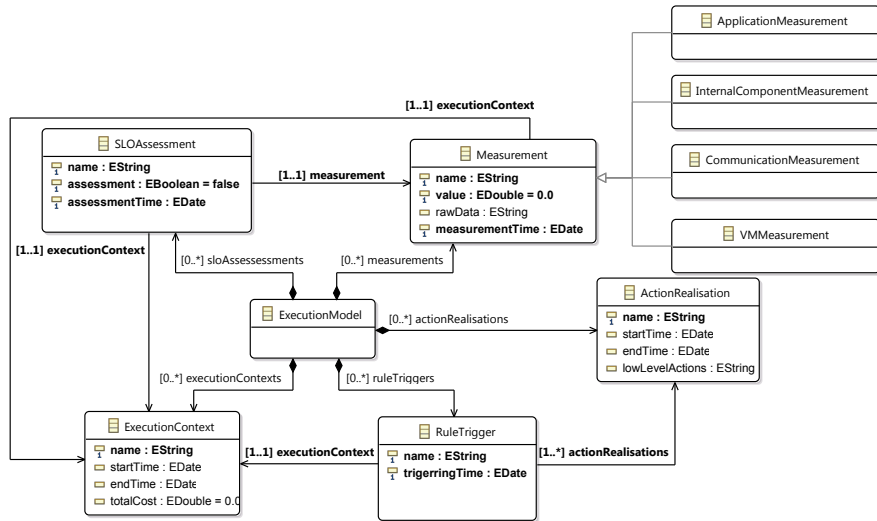 ApplicationMeasurement
InternalComponentMeasurement
CommunicationMeasurement
VMMeasurement
[1..1] executionContext
SLOAssessment
name : EString
assessment : EBoolean = false
assessmentTime : EDate
[1..1] measurement
Measurement
name : EString
value : EDouble = 0.0
rawData : EString
measurementTime : EDate
[1..1] executionContext
[0..*] sloAssessessments
[0..*] measurements
ExecutionModel
[0..*] actionRealisations
ActionRealisation
name : EString
startTime : EDate
endTime : EDate
lowLevelActions : EString
[0..*] executionContexts
[0..*] ruleTriggers
ExecutionContext
name : EString
startTime : EDate
endTime : EDate
totalCost : EDouble = 0.0
[1..1] executionContext
RuleTrigger
name : EString
trigerringTime : EDate
[1..*] actionRealisations